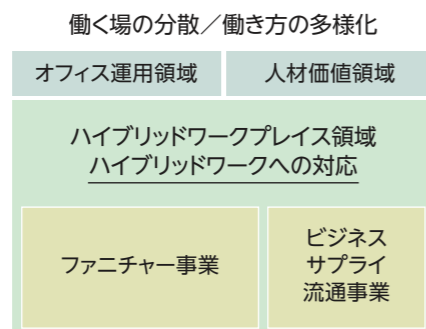 働く場の分散／働き方の多様化
オフィス運用領域
人材価値領域
ハイブリッドワークプレイス領域
ハイブリッドワークへの対応
ファニチャー事業
ビジネス
サプライ
流通事業